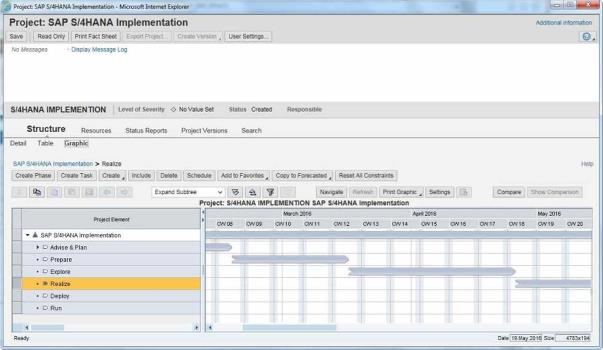 Project: SAP S/4HANA Implementation - Microsoft Internet Explorer
Project: SAP S/4HANA Implementation Additional information
Save Read Only Print Fact Sheet Export Project... Create Version User Settings...
No Messages Display Message Log
S/4HANA IMPLEMENTION Level of Severity No Value Set Status Created Responsible
Structure Resources Status Reports Project Versions Search
Detail Table Graphic
SAP S/4HANA Implementation > Realize Help
Create Phase Create Task Create Include Delete Schedule Add to Favorites Copy to Forecasted Reset All Constraints
Expand Subtree Navigate Refresh Print Graphic Settings Compare Show Comparison
Project: S/4HANA IMPLEMENTION SAP S/4HANA Implementation
Project Element March 2016 April 2016 May 2016
CW 08 CW 09 CW 10 CW 11 CW 12 CW 13 CW 14 CW 15 CW 16 CW 17 CW 18 CW 19 CW 20
SAP S/4HANA Implementation
Advise & Plan
Prepare
Explore
Realize
Deploy
Run
Ready Date 19.May.2016 Size 4783x194